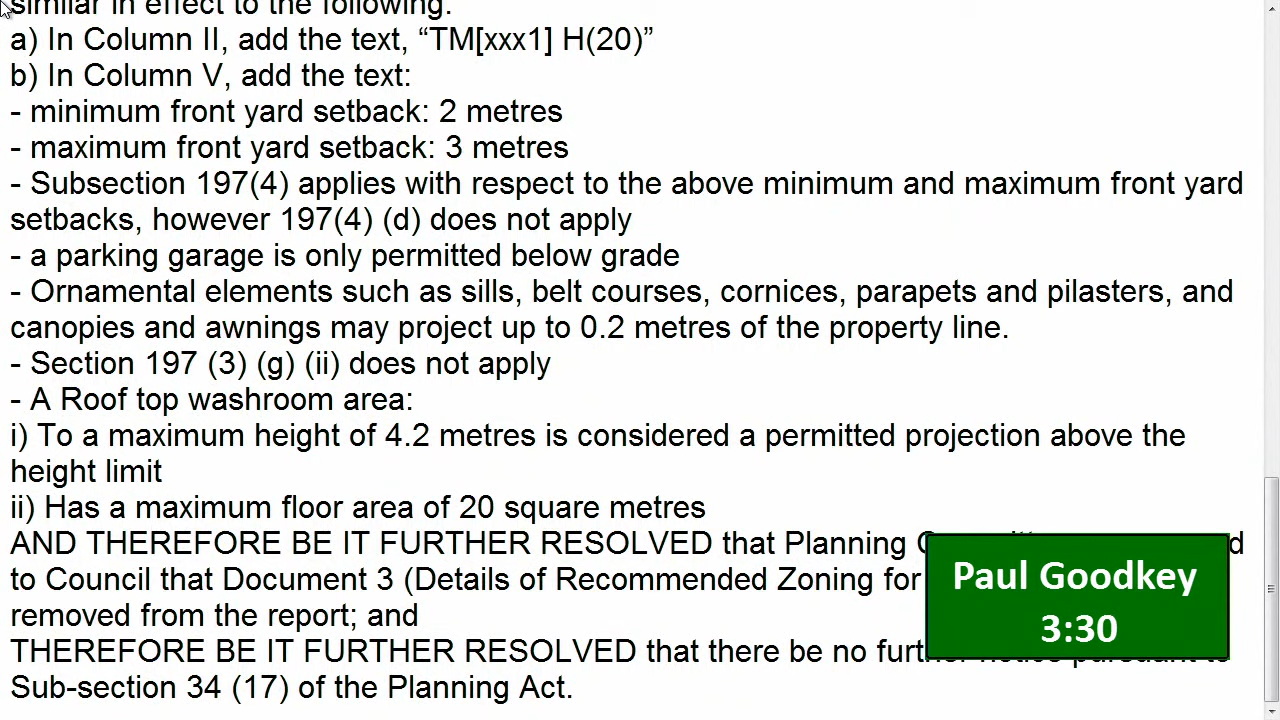 similar in effect to the following.
a) In Column II, add the text, “TM[xxx1] H(20)”
b) In Column V, add the text:
- minimum front yard setback: 2 metres
- maximum front yard setback: 3 metres
- Subsection 197(4) applies with respect to the above minimum and maximum front yard
setbacks, however 197(4) (d) does not apply
- a parking garage is only permitted below grade
- Ornamental elements such as sills, belt courses, cornices, parapets and pilasters, and
canopies and awnings may project up to 0.2 metres of the property line.
- Section 197 (3) (g) (ii) does not apply
- A Roof top washroom area:
i) To a maximum height of 4.2 metres is considered a permitted projection above the
height limit
ii) Has a maximum floor area of 20 square metres
AND THEREFORE BE IT FURTHER RESOLVED that Planning
to Council that Document 3 (Details of Recommended Zoning for
removed from the report; and
THEREFORE BE IT FURTHER RESOLVED that there be no further notice pursuant to
Sub-section 34 (17) of the Planning Act.
Paul Goodkey
3:30